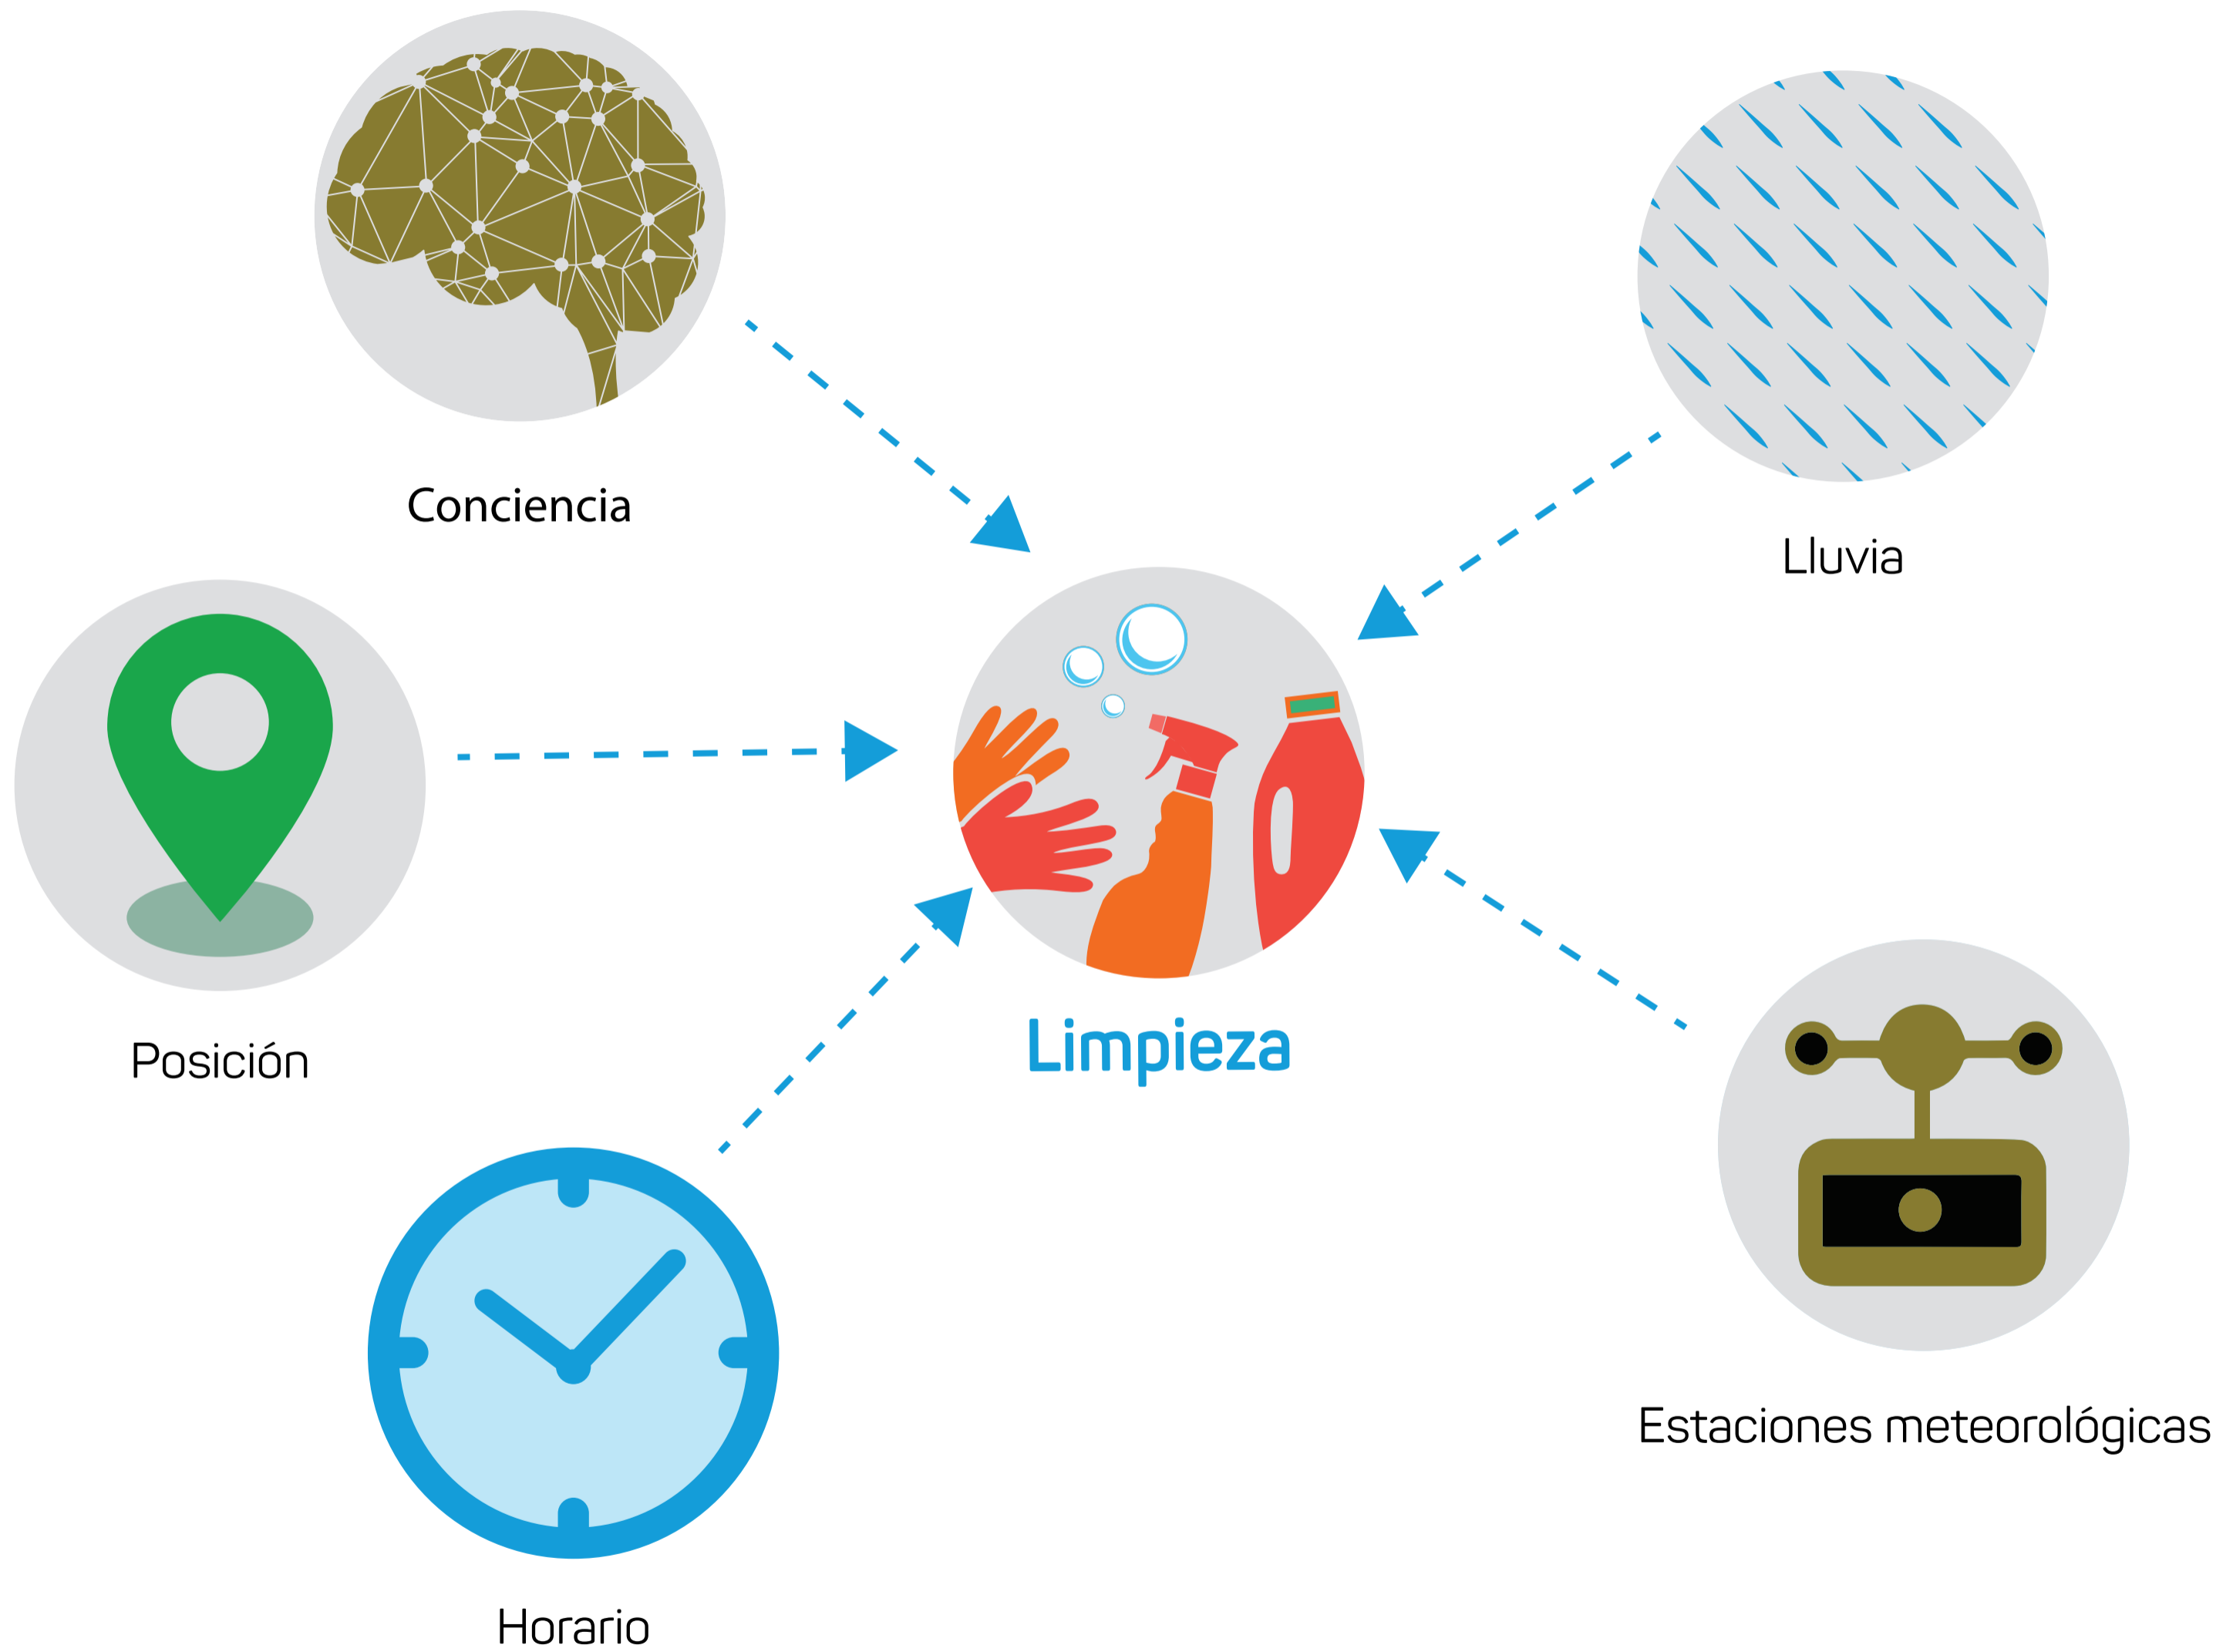 Conciencia
Lluvia
Posición
Limpieza
Estaciones meteorológicas
Horario